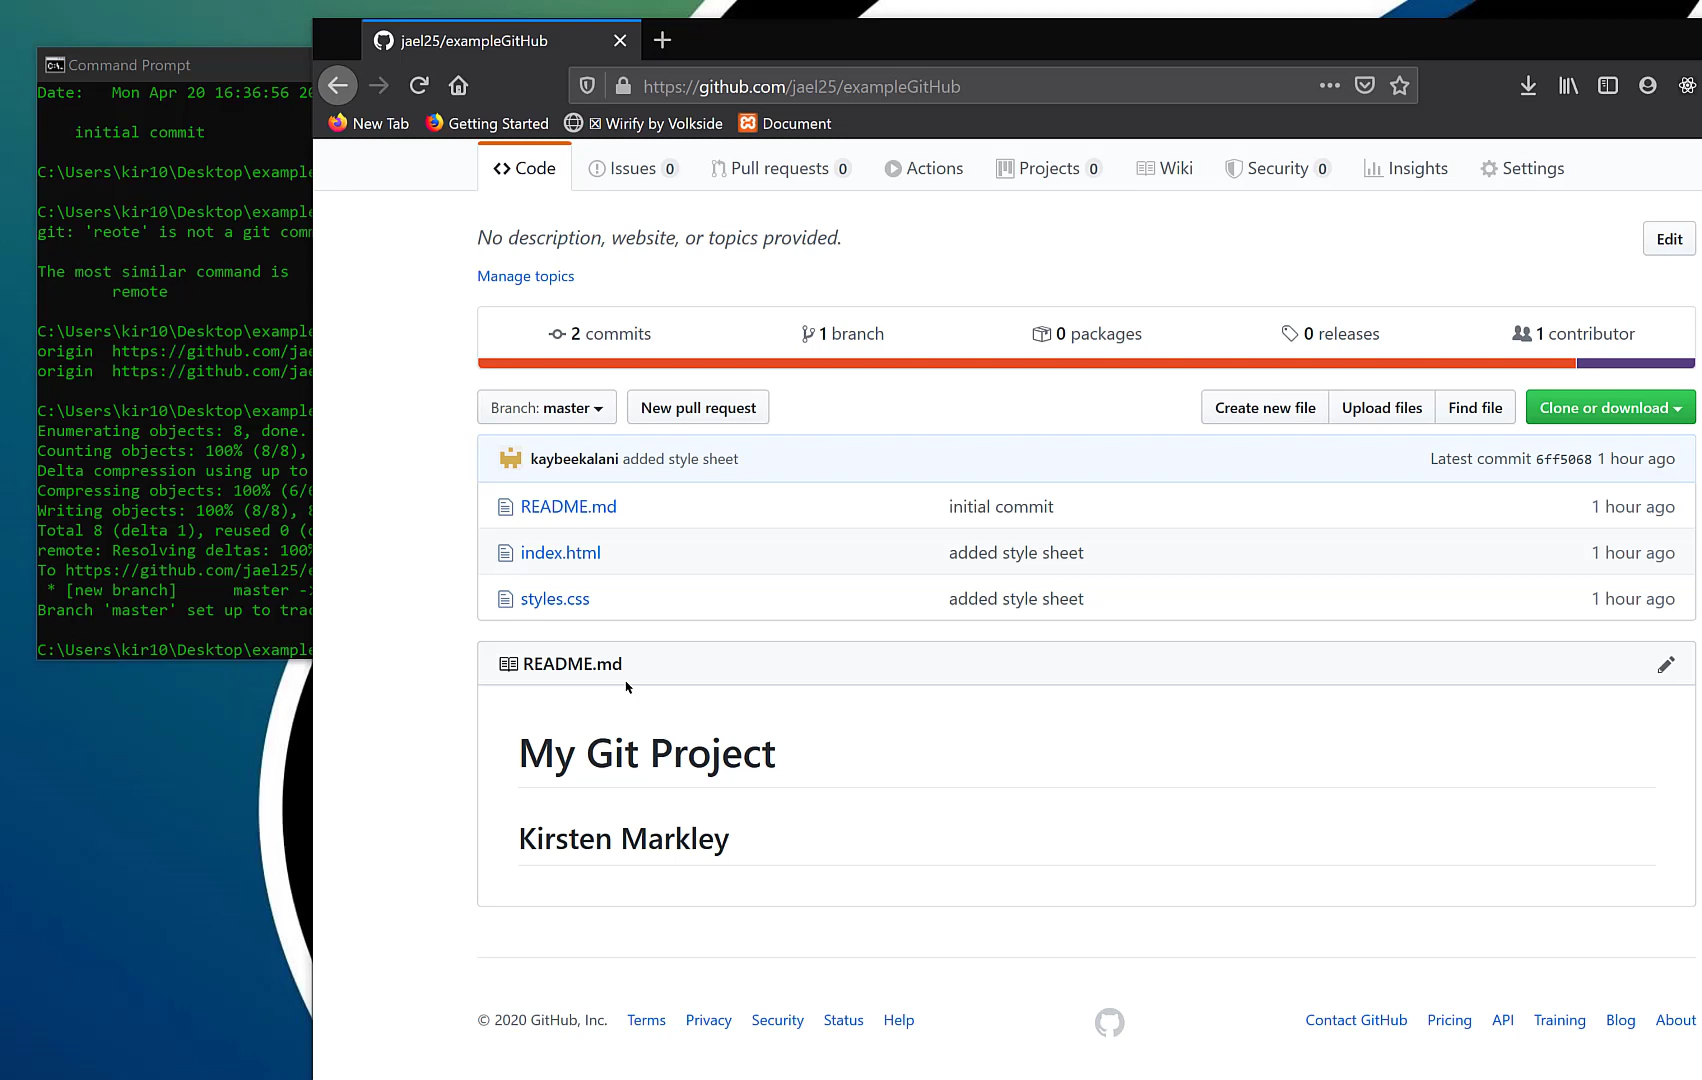 Command Prompt
Date:   Mon Apr 20 16:36:56
initial commit
C:\Users\kir10\Desktop\example
C:\Users\kir10\Desktop\example
git: 'reote' is not a git
The most similar command is
remote
C:\Users\kir10\Desktop\example
origin  https://github.com/jae
origin  https://github.com/jae
C:\Users\kir10\Desktop\example
Enumerating objects: 8, done.
Counting objects: 100% (8/8),
Delta compression using up to
Compressing objects: 100% (6/
Writing objects: 100% (8/8),
Total 8 (delta 1), reused 0
remote: Resolving deltas: 100%
To https://github.com/jael25/
* [new branch]      master -
Branch 'master' set up to
C:\Users\kir10\Desktop\example
jael25/exampleGitHub
https://github.com/jael25/exampleGitHub
New Tab
Getting Started
Wirify by Volkside
Document
Code
Issues 0
Pull requests 0
Actions
Projects 0
Wiki
Security 0
Insights
Settings
No description, website, or topics provided.
Edit
Manage topics
2 commits
1 branch
0 packages
0 releases
1 contributor
Branch: master
New pull request
Create new file
Upload files
Find file
Clone or download
kaybeekalani added style sheet
Latest commit 6ff5068 1 hour ago
README.md initial commit 1 hour ago
index.html added style sheet 1 hour ago
styles.css added style sheet 1 hour ago
README.md
My Git Project
Kirsten Markley
© 2020 GitHub, Inc.
Terms
Privacy
Security
Status
Help
Contact GitHub
Pricing
API
Training
Blog
About